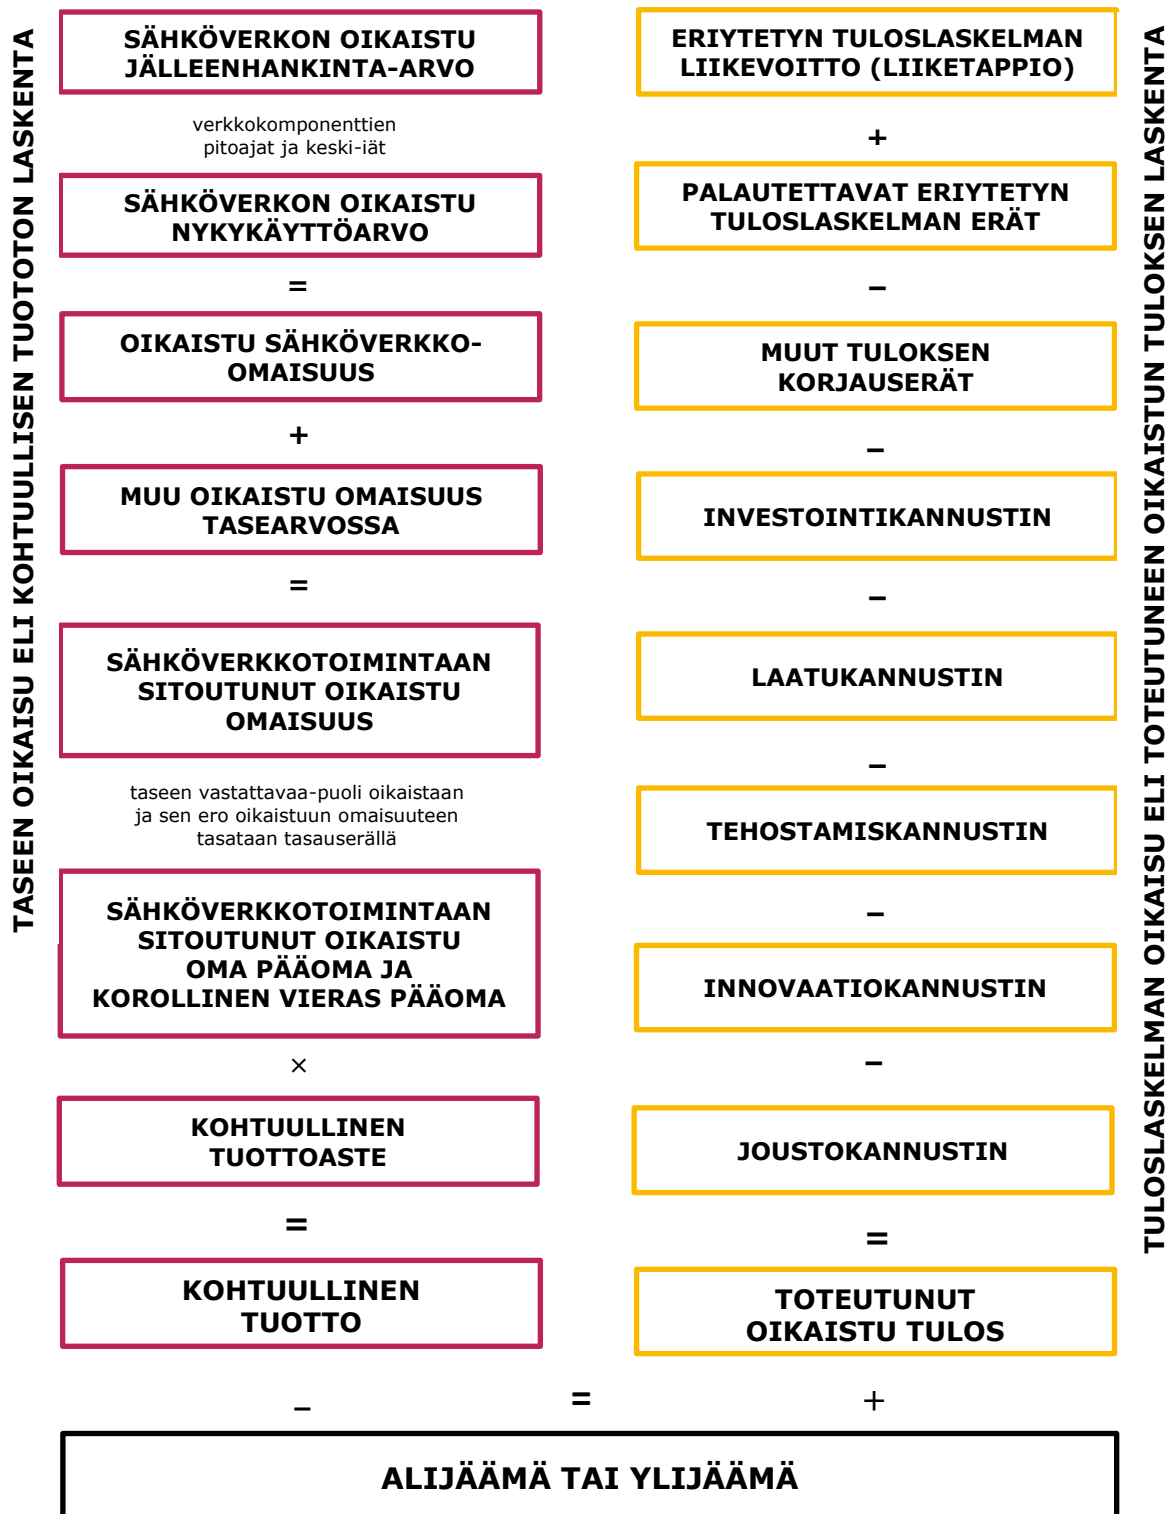 TASEEN OIKAISU ELI KOHTUULLISEN TUOTOTON LASKENTA
SÄHKÖVERKON OIKAISTU
JÄLLEENHANKINTA-ARVO
verkkokomponenttien
pitoajat ja keski-iät
SÄHKÖVERKON OIKAISTU
NYKYKÄYTTÖARVO
=
OIKAISTU SÄHKÖVERKKO-
OMAISUUS
+
MUU OIKAISTU OMAISUUS
TASEARVOSSA
=
SÄHKÖVERKKOTOIMINTAAN
SITOUTUNUT OIKAISTU
OMAISUUS
taseen vastattavaa-puoli oikaistaan
ja sen ero oikaistuun omaisuuteen
tasataan tasauserällä
SÄHKÖVERKKOTOIMINTAAN
SITOUTUNUT OIKAISTU
OMA PÄÄOMA JA
KOROLLINEN VIERAS PÄÄOMA
×
KOHTUULLINEN
TUOTTOASTE
=
KOHTUULLINEN
TUOTTO
ERIYTETYN TULOSLASKELMAN
LIIKEVOITTO (LIIKETAPPIO)
+
PALAUTETTAVAT ERIYTETYN
TULOSLASKELMAN ERÄT
–
MUUT TULOKSEN
KORJAUSERÄT
–
INVESTOINTIKANNUSTIN
–
LAATUKANNUSTIN
–
TEHOSTAMISKANNUSTIN
–
INNOVAATIOKANNUSTIN
–
JOUSTOKANNUSTIN
=
TOTEUTUNUT
OIKAISTU TULOS
TULOSLASKELMAN OIKAISU ELI TOTEUTUNEEN OIKAISTUN TULOKSEN LASKENTA
– = +
ALIJÄÄMÄ TAI YLIJÄÄMÄ